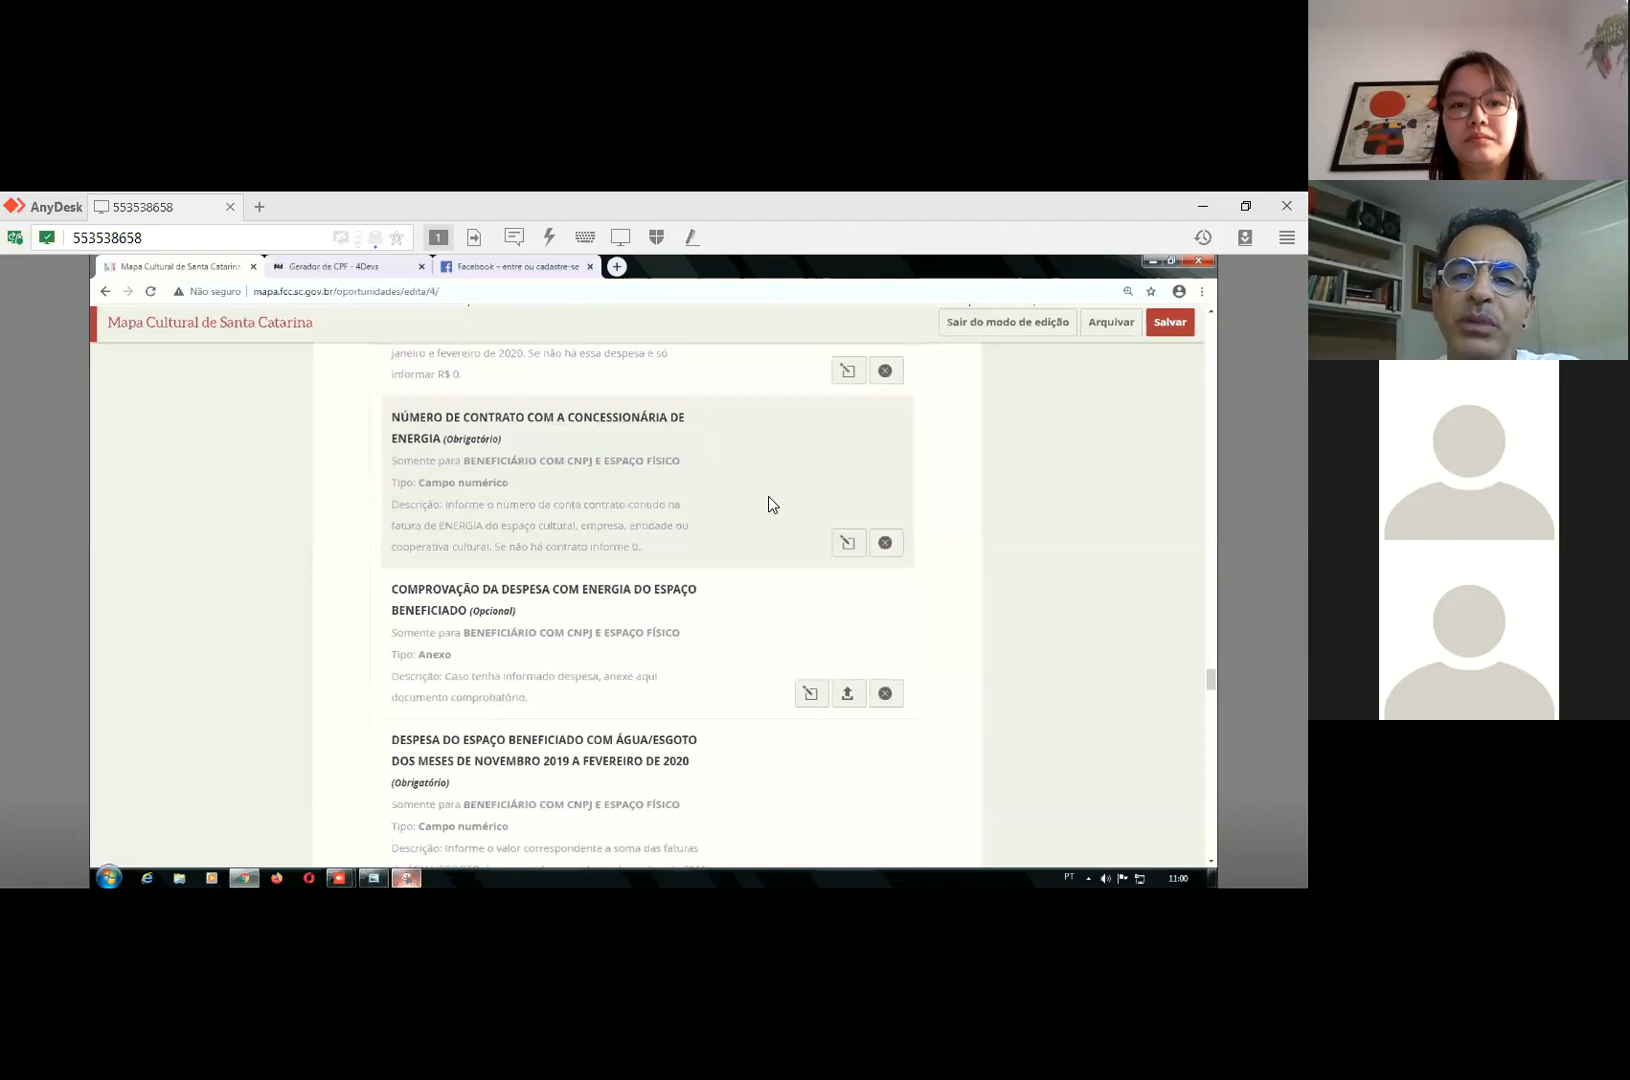 AnyDesk
553538658
553538658
1
Mapa Cultural de Santa Catarina
Gerador de CPF - 4Devs
Facebook – entre ou cadastre-se
Não seguro
mapa.fcc.sc.gov.br/oportunidades/edita/4/
Mapa Cultural de Santa Catarina
Sair do modo de edição
Arquivar
Salvar
janeiro e fevereiro de 2020. Se não há essa despesa é só
informar R$ 0.
NÚMERO DE CONTRATO COM A CONCESSIONÁRIA DE
ENERGIA (Obrigatório)
Somente para BENEFICIÁRIO COM CNPJ E ESPAÇO FÍSICO
Tipo: Campo numérico
Descrição: Informe o número da conta contrato contido na
fatura de ENERGIA do espaço cultural, empresa, entidade ou
cooperativa cultural. Se não há contrato informe 0.
COMPROVAÇÃO DA DESPESA COM ENERGIA DO ESPAÇO
BENEFICIADO (Opcional)
Somente para BENEFICIÁRIO COM CNPJ E ESPAÇO FÍSICO
Tipo: Anexo
Descrição: Caso tenha informado despesa, anexe aqui
documento comprobatório.
DESPESA DO ESPAÇO BENEFICIADO COM ÁGUA/ESGOTO
DOS MESES DE NOVEMBRO 2019 A FEVEREIRO DE 2020
(Obrigatório)
Somente para BENEFICIÁRIO COM CNPJ E ESPAÇO FÍSICO
Tipo: Campo numérico
Descrição: Informe o valor correspondente a soma das faturas
PT
11:00